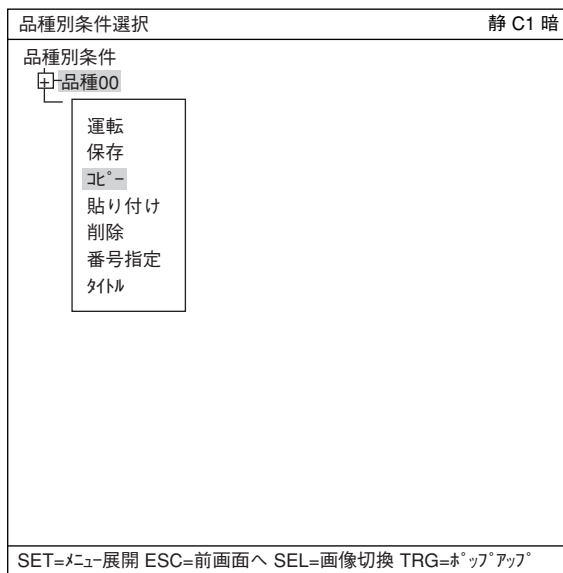 品種別条件選択 静 C1 暗
品種別条件
品種00
運転
保存
ｺﾋﾟｰ
貼り付け
削除
番号指定
ﾀｲﾄﾙ
SET=ﾒﾆｭｰ展開 ESC=前画面へ SEL=画像切換 TRG=ﾎﾟｯﾌﾟｱｯﾌﾟ